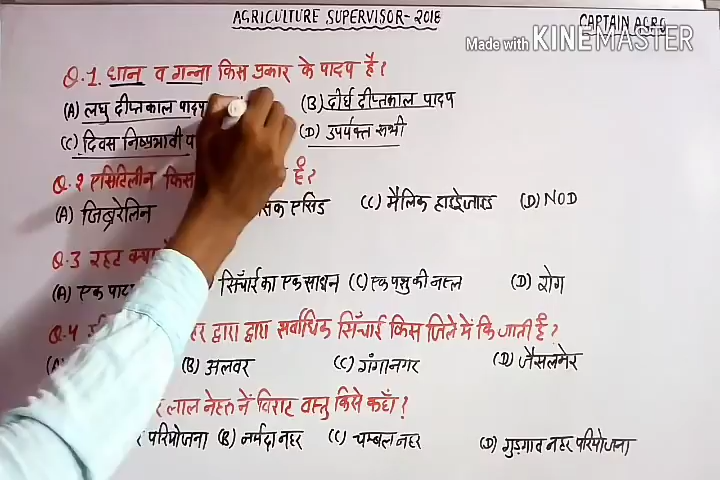 AGRICULTURE SUPERVISOR-2018
CAPTAIN AGRO
Made with KINEMASTER
Q.1 धान व गन्ना किस प्रकार के पादप है?
(A) लघु दीप्तकाल पादप (B) दीर्घ दीप्तकाल पादप
(C) दिवस निष्प्रभावी (D) उपर्यक्त सभी
Q.2 एसिटिलीन किस है?
(A) जिब्रेरेलिन एसिड (C) मैलिक हाइड्रेजाइड (D) NOD
Q.3 रहट क्या
(A) एक सिँचाई का एक साधन (C) एक पशु की नस्ल (D) रोग
Q.4 द्वारा द्वारा सर्वाधिक सिँचाई किस जिले में कि जाती है?
(B) अलवर (C) गंगानगर (D) जैसलमेर
लाल नेहरू नें विराट वस्तु किसे कहाँ?
परियोजना (B) नर्मदा नहर (C) चम्बल नहर (D) गुड़गाव नहर परियोजना